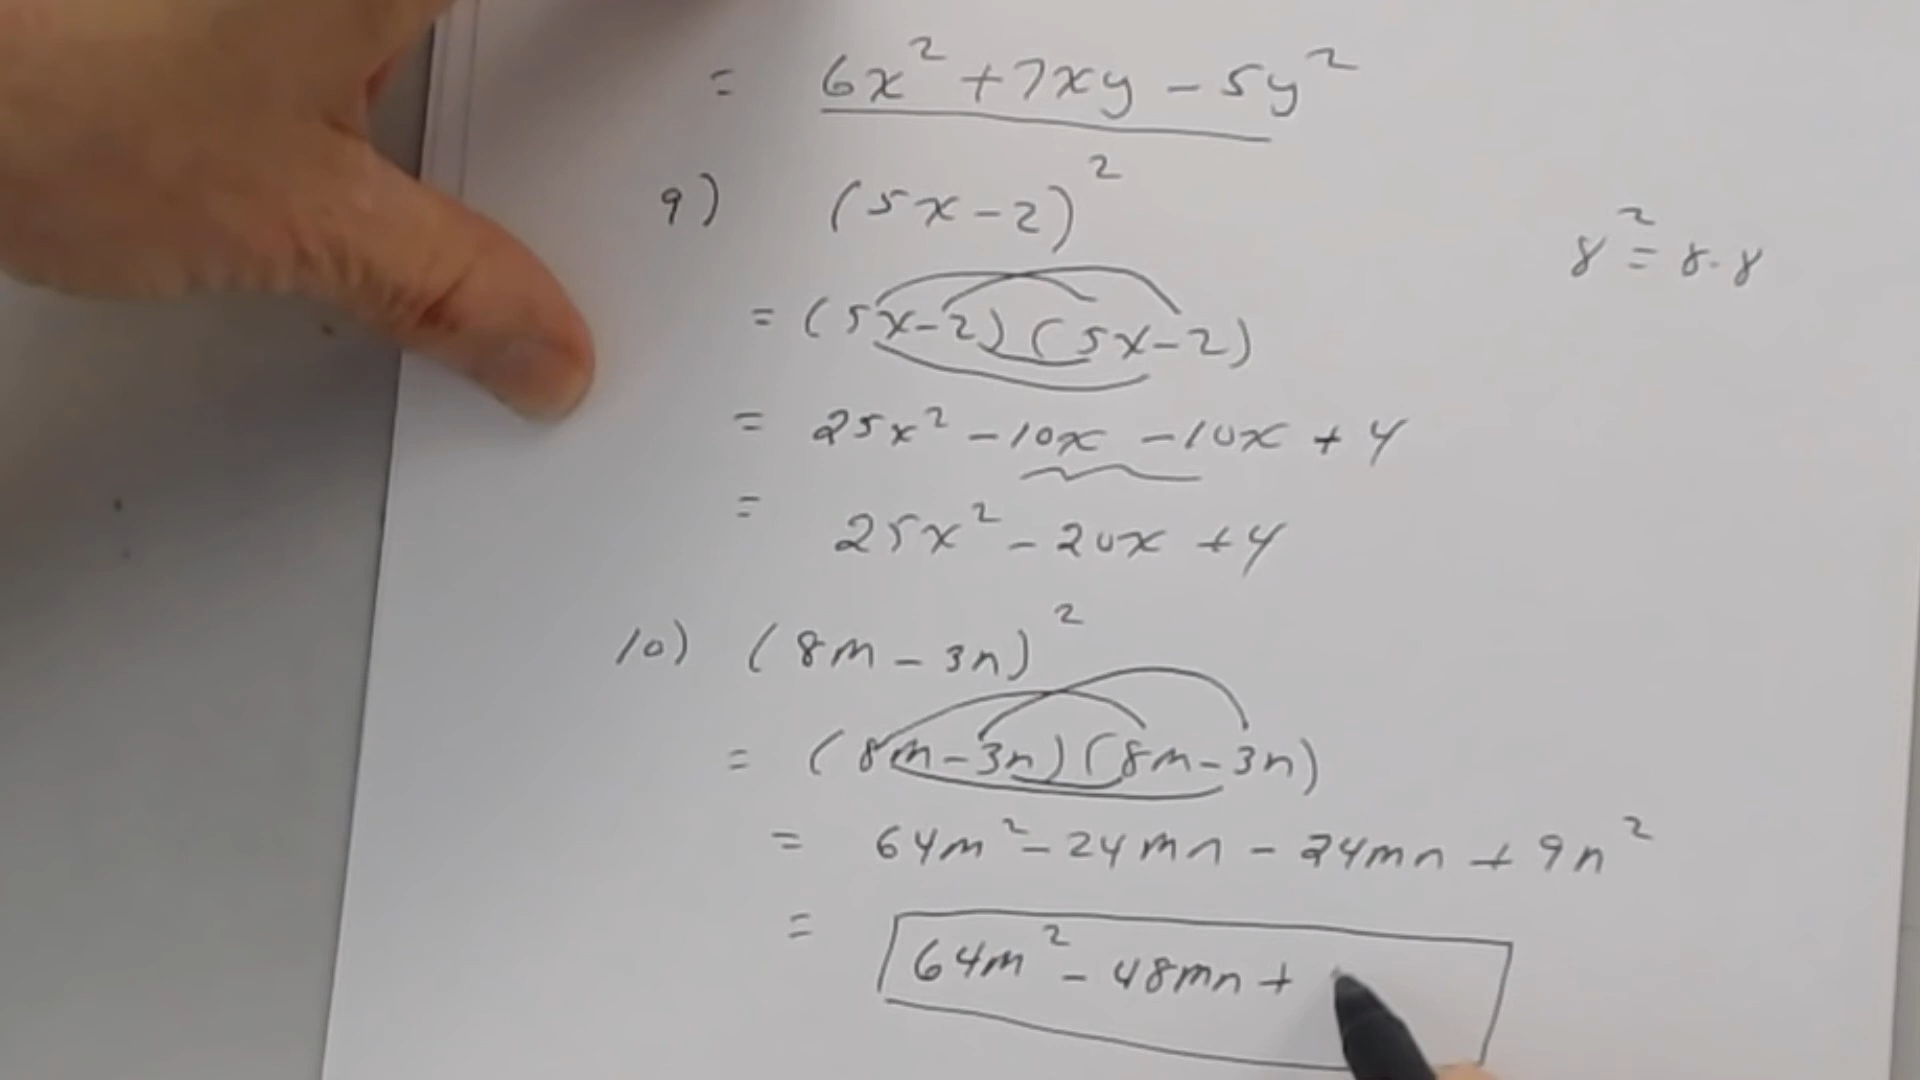 = 6x² + 7xy - 5y²
9) (5x - 2)²
8² = 8·8
= (5x - 2)(5x - 2)
= 25x² - 10x - 10x + 4
= 25x² - 20x + 4
10) (8m - 3n)²
= (8m - 3n)(8m - 3n)
= 64m² - 24mn - 24mn + 9n²
= 64m² - 48mn +